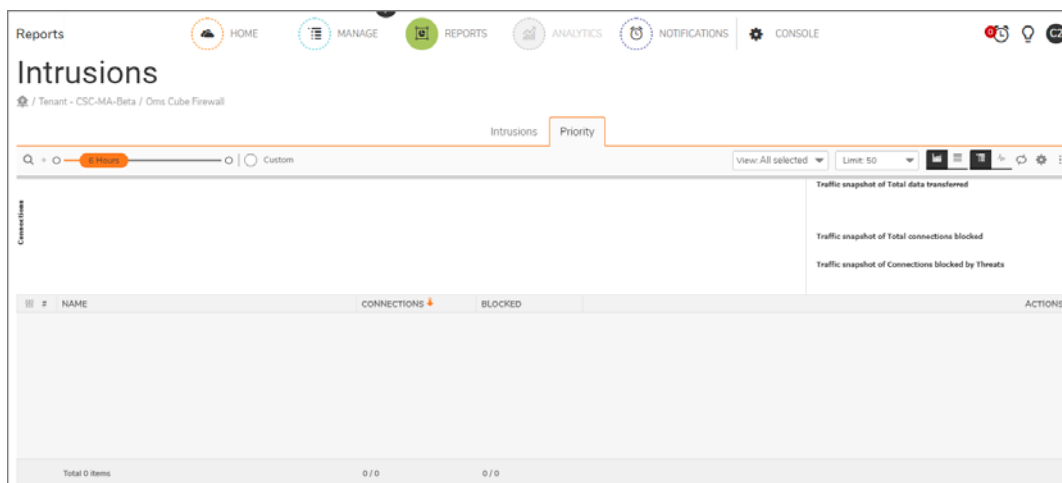 Reports HOME MANAGE REPORTS ANALYTICS NOTIFICATIONS CONSOLE 0 CZ
Intrusions
/ Tenant - CSC-MA-Beta / Oms Cube Firewall
Intrusions Priority
6 Hours Custom View: All selected Limit: 50
Traffic snapshot of Total data transferred
Connections
Traffic snapshot of Total connections blocked
Traffic snapshot of Connections blocked by Threats
# NAME CONNECTIONS BLOCKED ACTIONS
Total 0 items 0 / 0 0 / 0